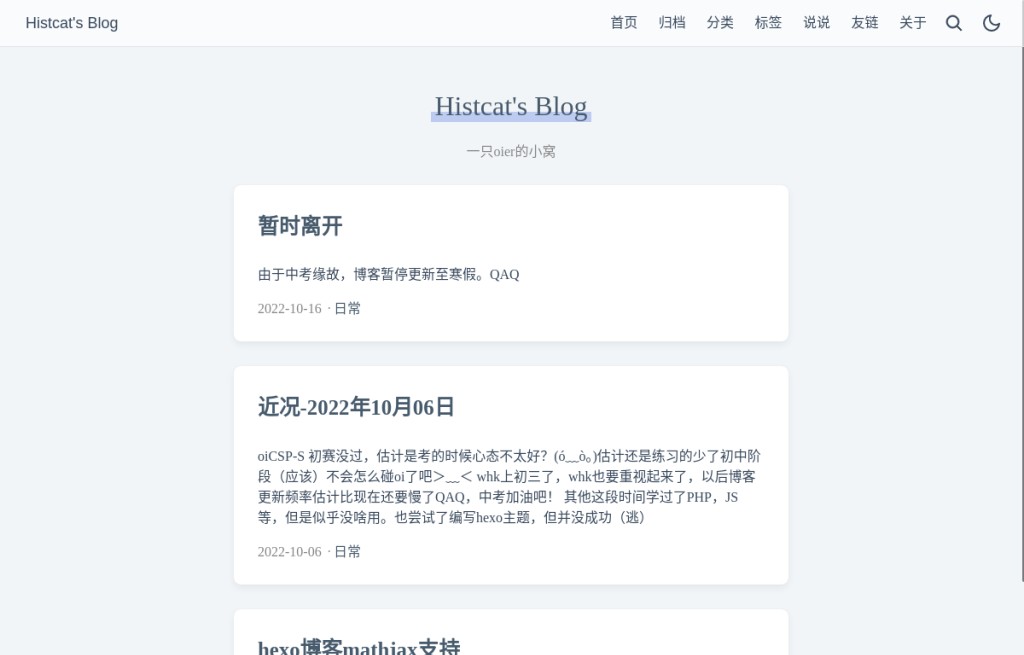 Histcat's Blog
首页 归档 分类 标签 说说 友链 关于
Histcat's Blog
一只oier的小窝
暂时离开
由于中考缘故，博客暂停更新至寒假。QAQ
2022-10-16 · 日常
近况-2022年10月06日
oiCSP-S 初赛没过，估计是考的时候心态不太好？(ó﹏ò｡)估计还是练习的少了初中阶
段（应该）不会怎么碰oi了吧＞﹏＜ whk上初三了，whk也要重视起来了，以后博客
更新频率估计比现在还要慢了QAQ，中考加油吧！ 其他这段时间学过了PHP，JS
等，但是似乎没啥用。也尝试了编写hexo主题，但并没成功（逃）
2022-10-06 · 日常
hexo博客mathjax支持